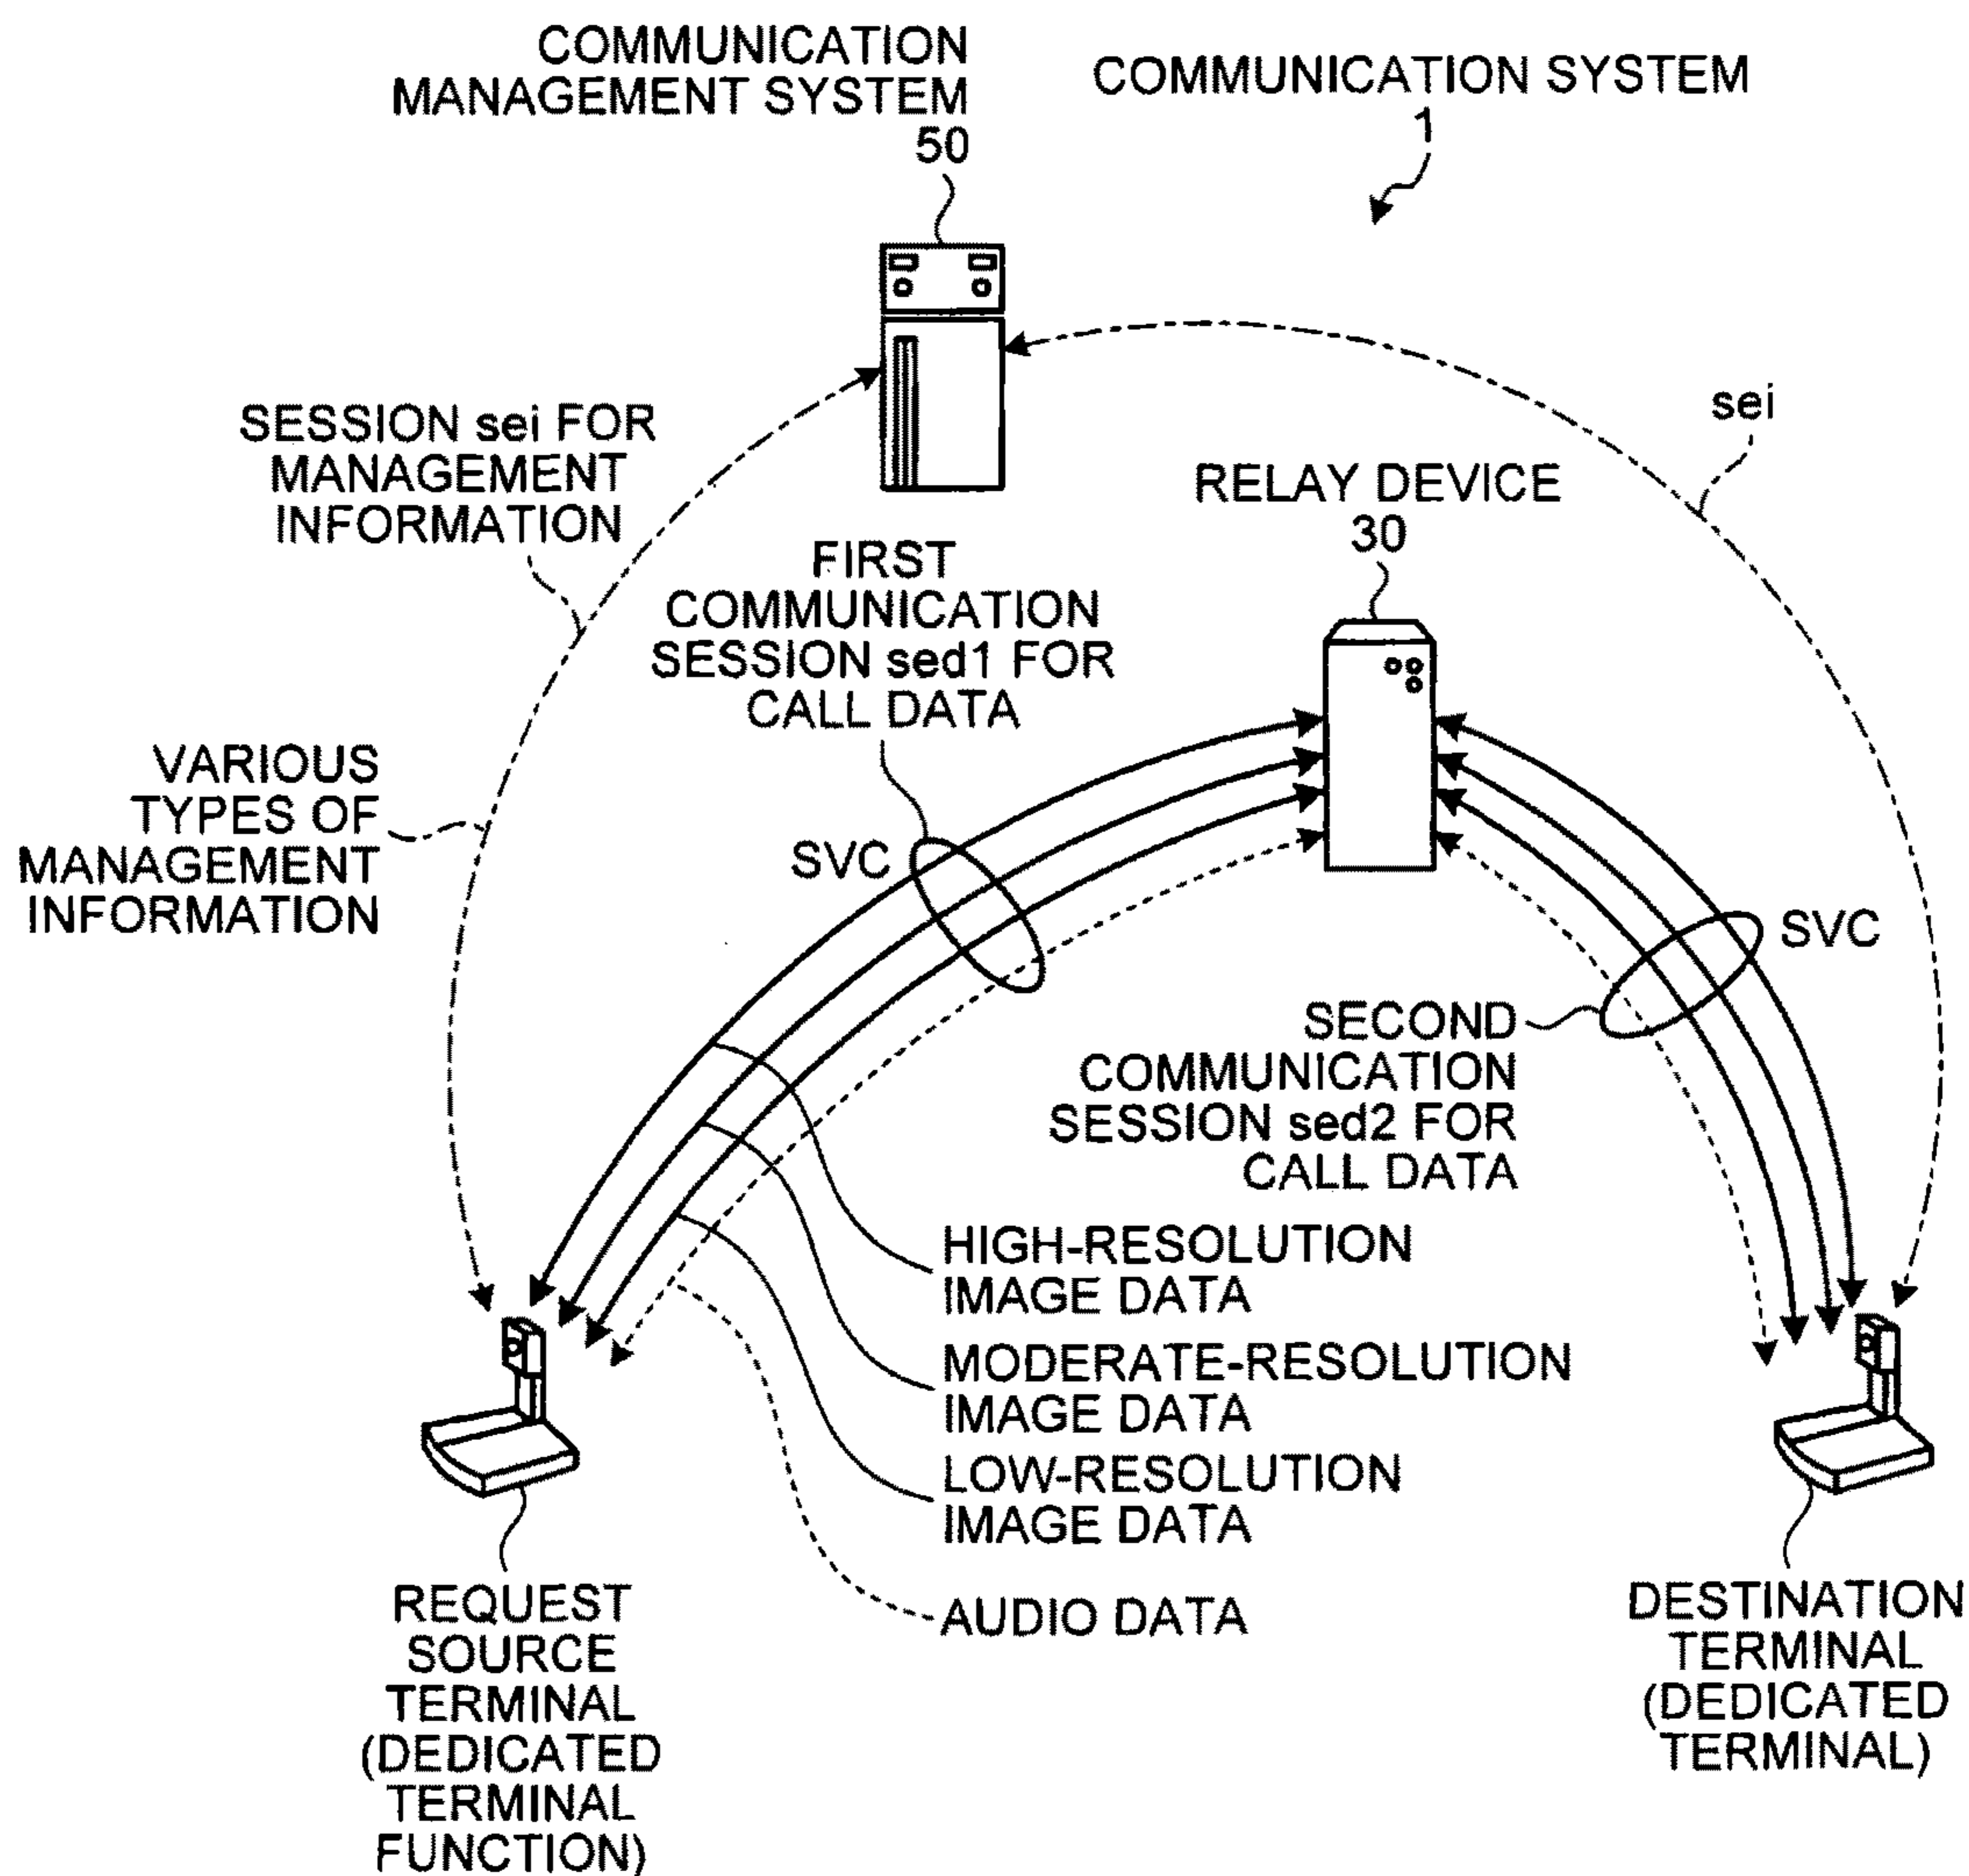 COMMUNICATION
MANAGEMENT SYSTEM
50
COMMUNICATION SYSTEM
1
SESSION sei FOR
MANAGEMENT
INFORMATION
sei
RELAY DEVICE
30
FIRST
COMMUNICATION
SESSION sed1 FOR
CALL DATA
VARIOUS
TYPES OF
MANAGEMENT
INFORMATION
SVC
SVC
SECOND
COMMUNICATION
SESSION sed2 FOR
CALL DATA
HIGH-RESOLUTION
IMAGE DATA
MODERATE-RESOLUTION
IMAGE DATA
LOW-RESOLUTION
IMAGE DATA
AUDIO DATA
REQUEST
SOURCE
TERMINAL
(DEDICATED
TERMINAL
FUNCTION)
DESTINATION
TERMINAL
(DEDICATED
TERMINAL)